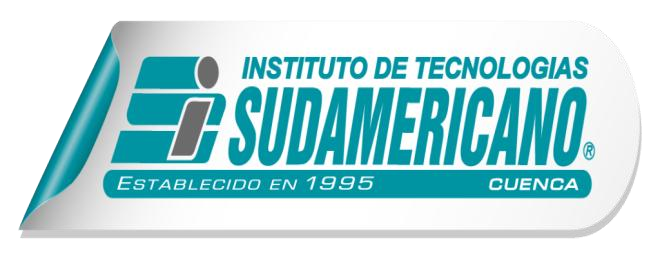 INSTITUTO DE TECNOLOGIAS
SUDAMERICANO®
ESTABLECIDO EN 1995 CUENCA